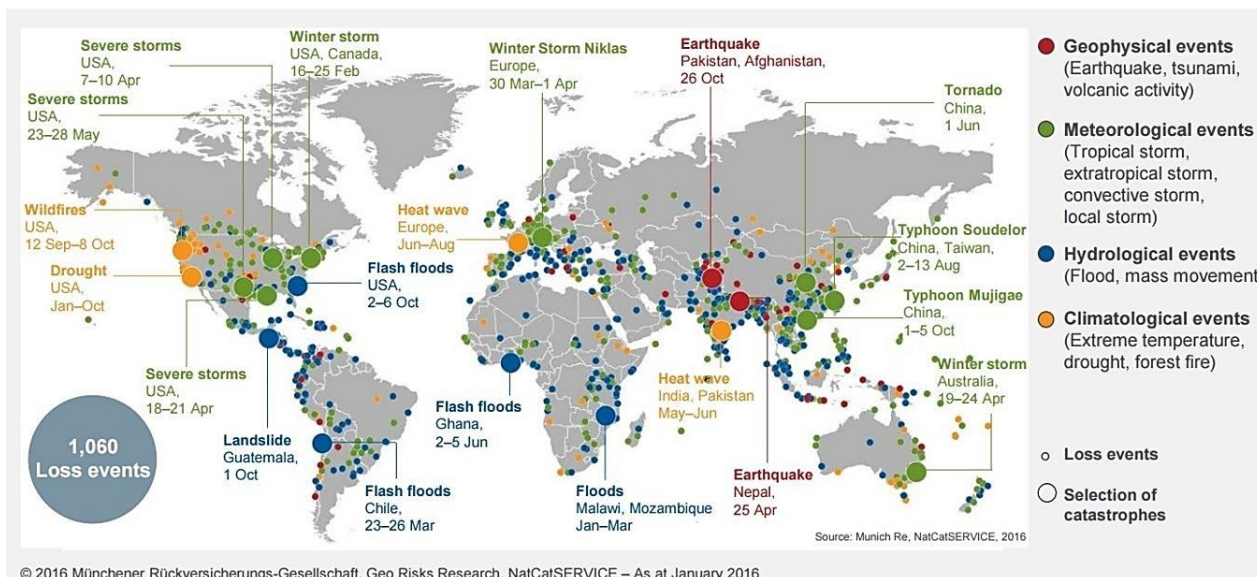 Severe storms
USA,
7–10 Apr
Winter storm
USA, Canada,
16–25 Feb
Winter Storm Niklas
Europe,
30 Mar–1 Apr
Earthquake
Pakistan, Afghanistan,
26 Oct
Tornado
China,
1 Jun
Severe storms
USA,
23–28 May
Wildfires
USA,
12 Sep–8 Oct
Heat wave
Europe,
Jun–Aug
Typhoon Soudelor
China, Taiwan,
2–13 Aug
Drought
USA,
Jan–Oct
Flash floods
USA,
2–6 Oct
Typhoon Mujigae
China,
1–5 Oct
Severe storms
USA,
18–21 Apr
Heat wave
India, Pakistan
May–Jun
Winter storm
Australia,
19–24 Apr
Flash floods
Ghana,
2–5 Jun
Landslide
Guatemala,
1 Oct
Flash floods
Chile,
23–26 Mar
Floods
Malawi, Mozambique
Jan–Mar
Earthquake
Nepal,
25 Apr
1,060
Loss events
Source: Munich Re, NatCatSERVICE, 2016
Geophysical events
(Earthquake, tsunami,
volcanic activity)
Meteorological events
(Tropical storm,
extratropical storm,
convective storm,
local storm)
Hydrological events
(Flood, mass movement)
Climatological events
(Extreme temperature,
drought, forest fire)
Loss events
Selection of
catastrophes
© 2016 Münchener Rückversicherungs-Gesellschaft, Geo Risks Research, NatCatSERVICE – As at January 2016